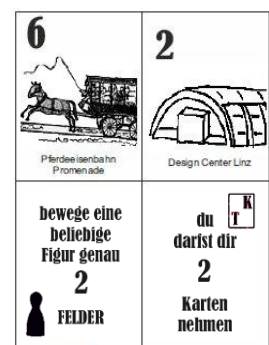 6
Pferdeeisenbahn
Promenade
2
Design Center Linz
bewege eine
beliebige
Figur genau
2
FELDER
du
K
T
darfst dir
2
Karten
nehmen